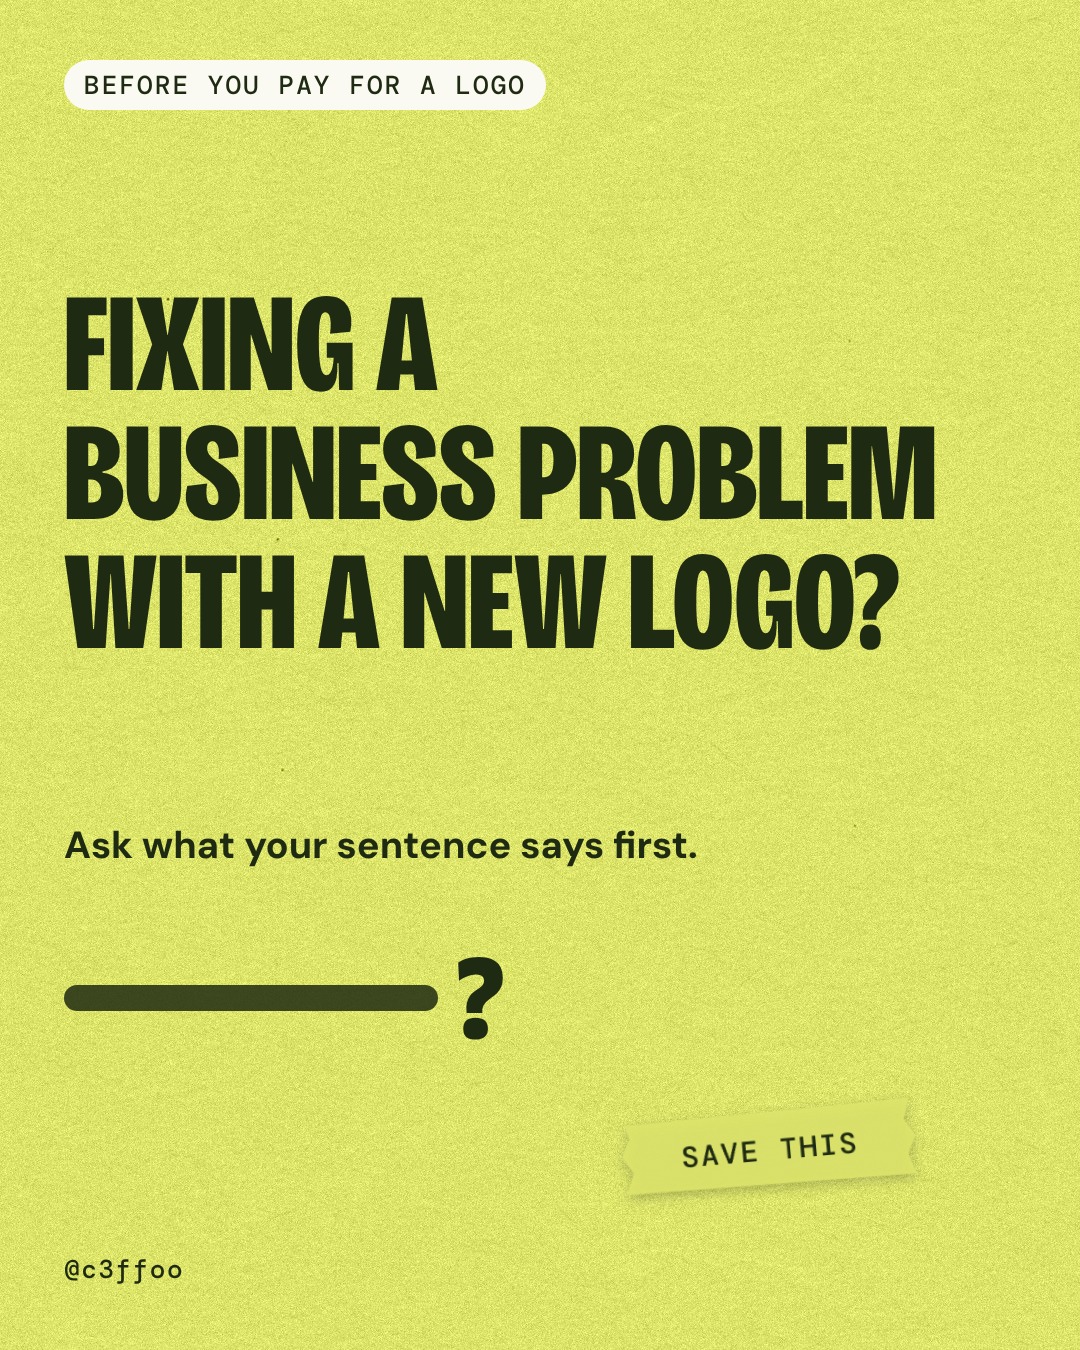 BEFORE YOU PAY FOR A LOGO
FIXING A
BUSINESS PROBLEM
WITH A NEW LOGO?
Ask what your sentence says first.
?
SAVE THIS
@c3ffoo